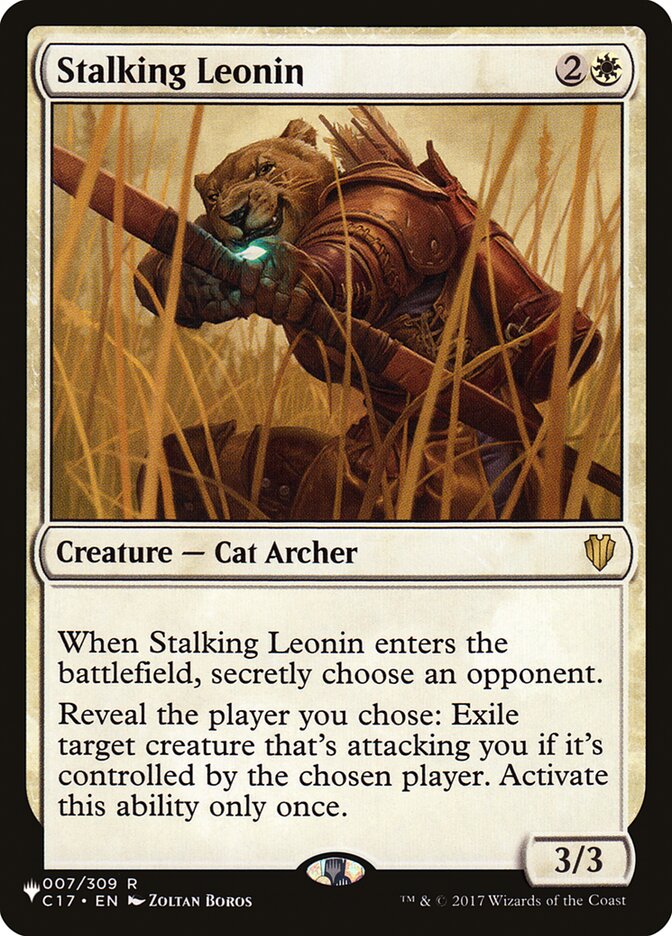 Stalking Leonin 2
Creature — Cat Archer
When Stalking Leonin enters the
battlefield, secretly choose an opponent.
Reveal the player you chose: Exile
target creature that's attacking you if it's
controlled by the chosen player. Activate
this ability only once.
3/3
007/309 R
C17 • EN Zoltan Boros
™ & © 2017 Wizards of the Coast